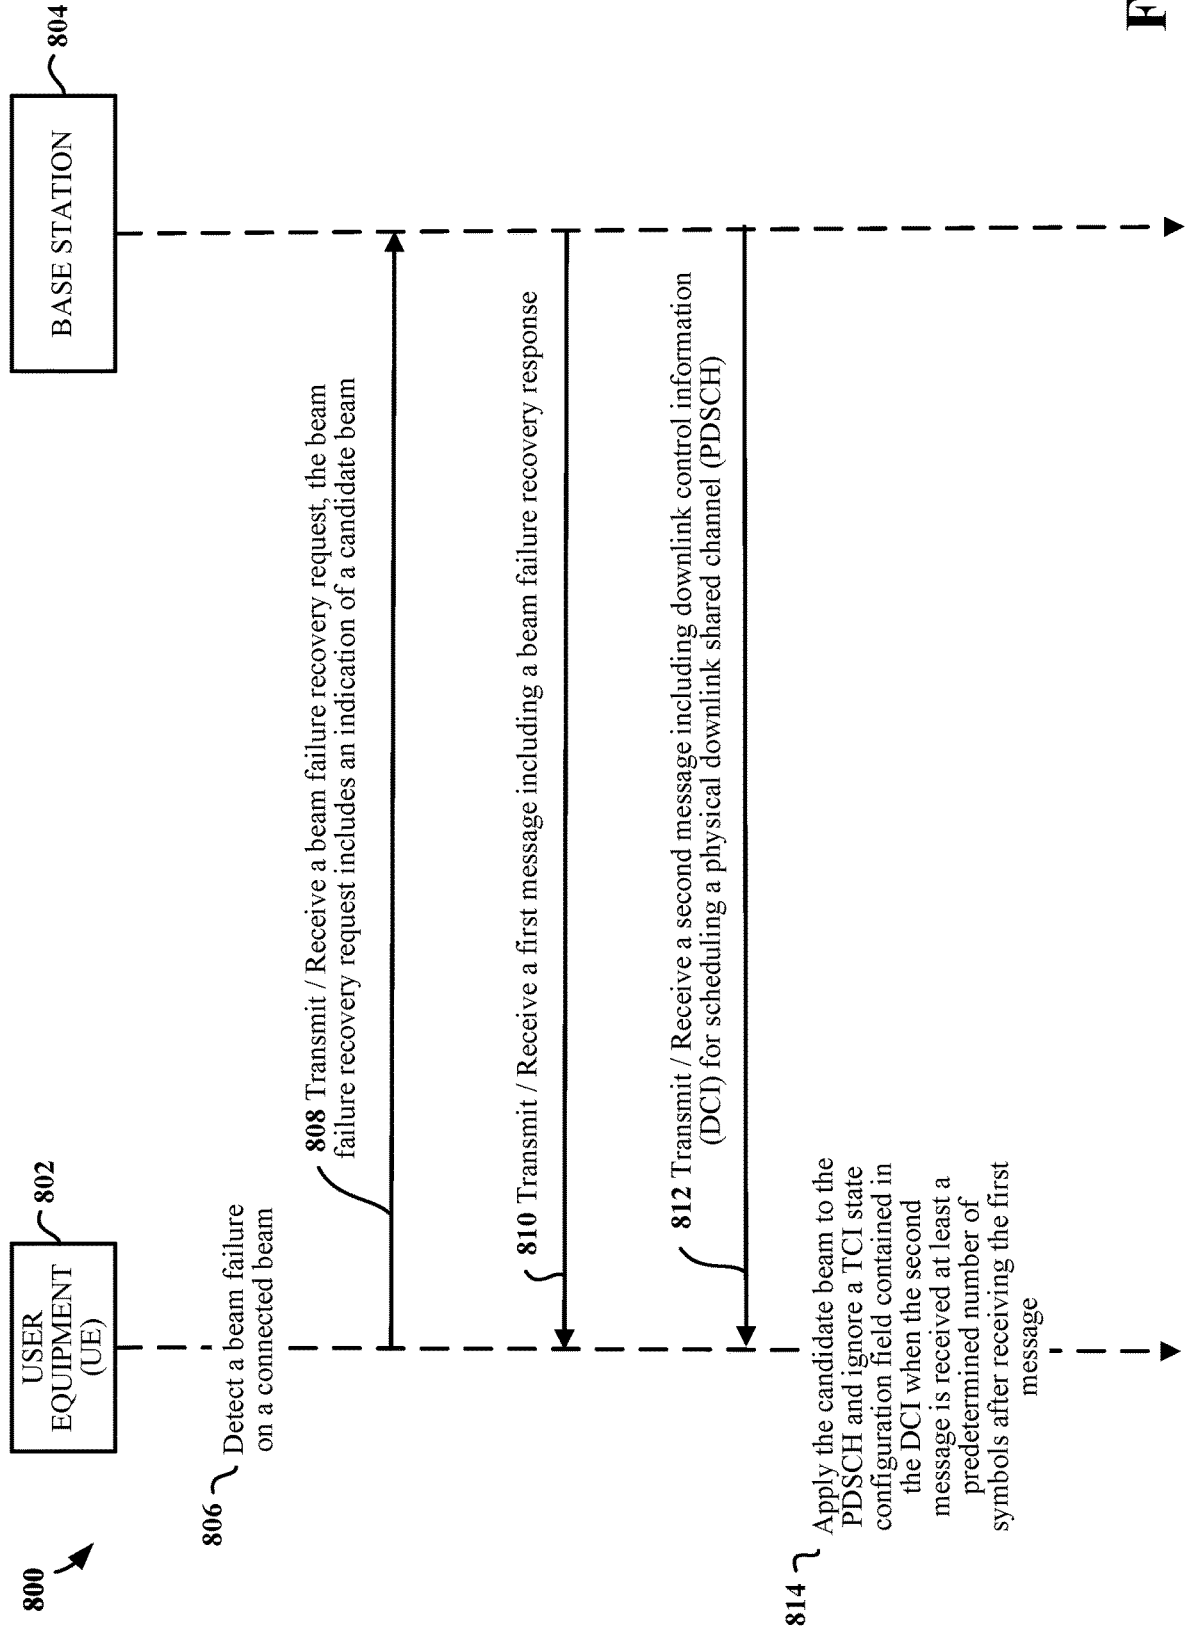 800
USER
EQUIPMENT
(UE)
802
BASE STATION
804
806 Detect a beam failure
on a connected beam
808 Transmit / Receive a beam failure recovery request, the beam
failure recovery request includes an indication of a candidate beam
810 Transmit / Receive a first message including a beam failure recovery response
812 Transmit / Receive a second message including downlink control information
(DCI) for scheduling a physical downlink shared channel (PDSCH)
814 Apply the candidate beam to the
PDSCH and ignore a TCI state
configuration field contained in
the DCI when the second
message is received at least a
predetermined number of
symbols after receiving the first
message
F